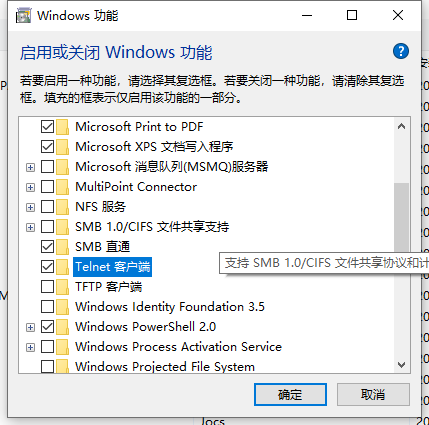 Windows 功能
启用或关闭 Windows 功能
若要启用一种功能，请选择其复选框。若要关闭一种功能，请清除其复选
框。填充的框表示仅启用该功能的一部分。
Microsoft Print to PDF
Microsoft XPS 文档写入程序
Microsoft 消息队列(MSMQ)服务器
MultiPoint Connector
NFS 服务
SMB 1.0/CIFS 文件共享支持
SMB 直通
Telnet 客户端
支持 SMB 1.0/CIFS 文件共享协议和计
TFTP 客户端
Windows Identity Foundation 3.5
Windows PowerShell 2.0
Windows Process Activation Service
Windows Projected File System
确定
取消